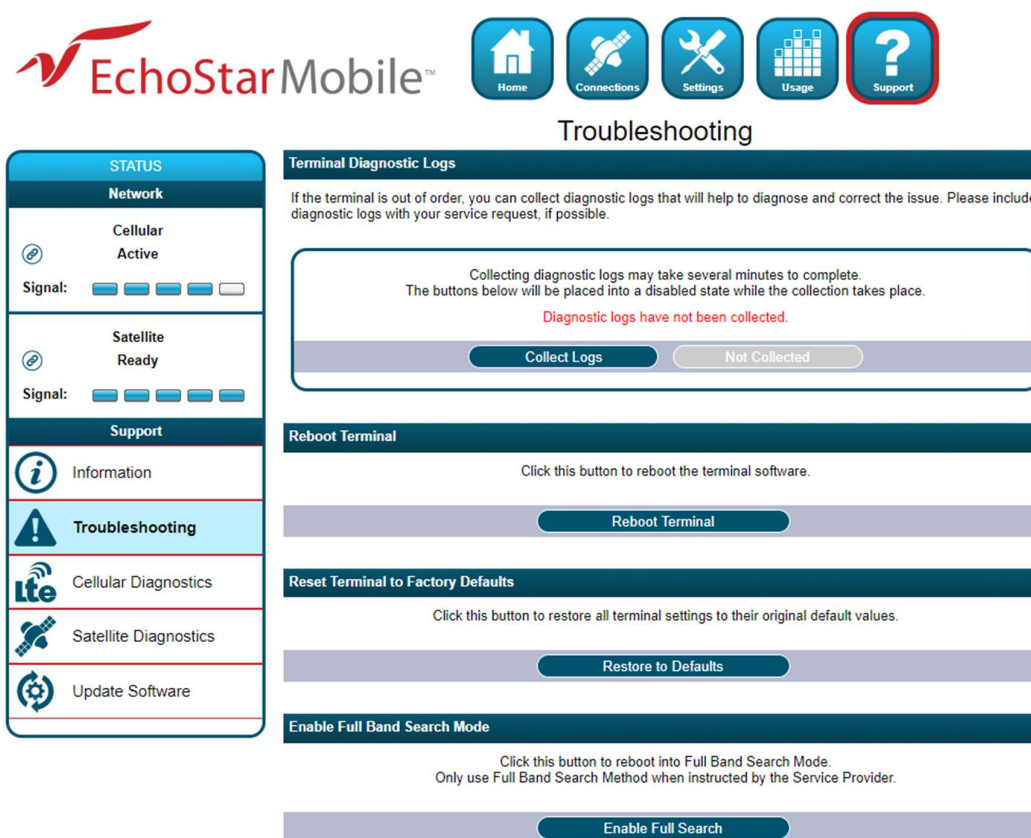 EchoStar Mobile™
Home
Connections
Settings
Usage
Support
Troubleshooting
STATUS
Network
Cellular
Active
Signal:
Satellite
Ready
Signal:
Support
Information
Troubleshooting
Lte
Cellular Diagnostics
Satellite Diagnostics
Update Software
Terminal Diagnostic Logs
If the terminal is out of order, you can collect diagnostic logs that will help to diagnose and correct the issue. Please include
diagnostic logs with your service request, if possible.
Collecting diagnostic logs may take several minutes to complete.
The buttons below will be placed into a disabled state while the collection takes place.
Diagnostic logs have not been collected.
Collect Logs
Not Collected
Reboot Terminal
Click this button to reboot the terminal software.
Reboot Terminal
Reset Terminal to Factory Defaults
Click this button to restore all terminal settings to their original default values.
Restore to Defaults
Enable Full Band Search Mode
Click this button to reboot into Full Band Search Mode.
Only use Full Band Search Method when instructed by the Service Provider.
Enable Full Search